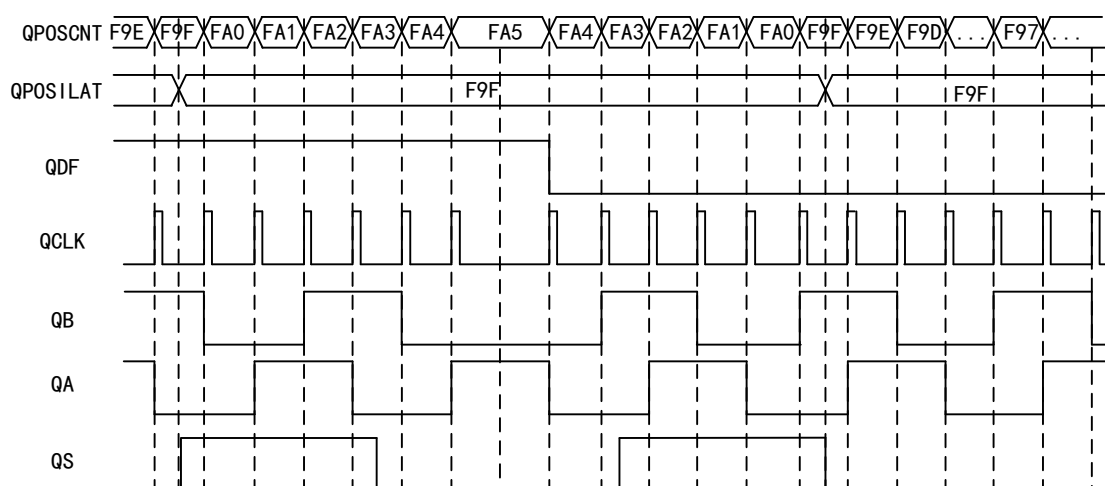 QPOSCNT F9E F9F FA0 FA1 FA2 FA3 FA4 FA5 FA4 FA3 FA2 FA1 FA0 F9F F9E F9D ... F97 ...
QPOSILAT F9F F9F
QDF
QCLK
QB
QA
QS